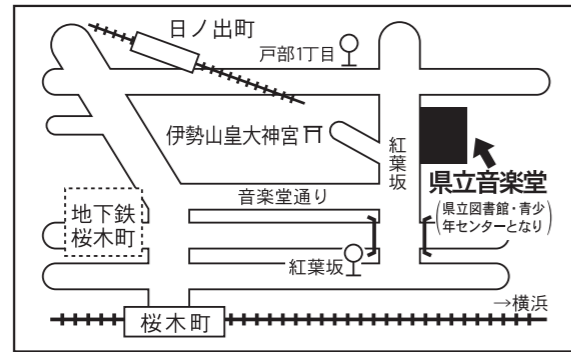 日ノ出町
戸部1丁目
伊勢山皇大神宮
紅葉坂
県立音楽堂
(県立図書館・青少
年センターとなり)
音楽堂通り
地下鉄
桜木町
紅葉坂
→横浜
桜木町